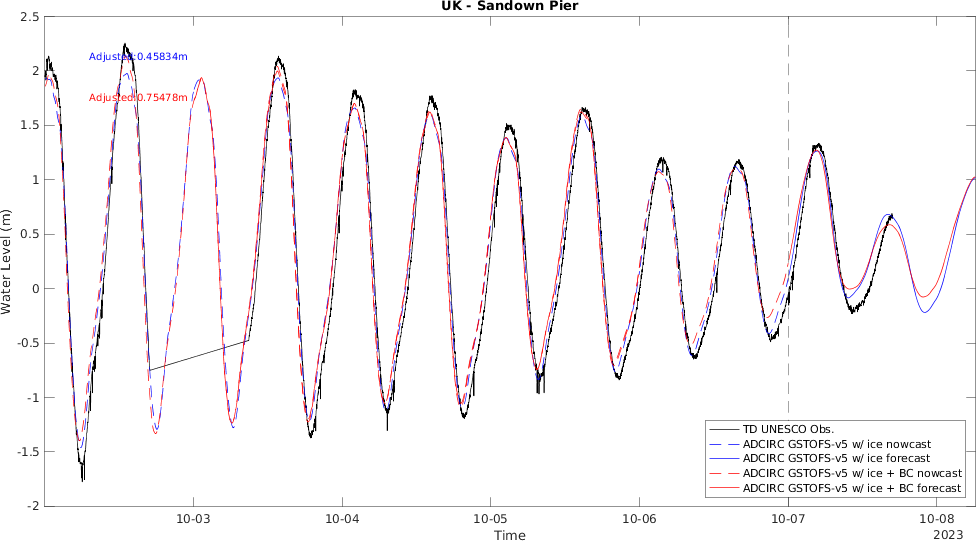 UK - Sandown Pier
2.5
2
1.5
1
0.5
0
-0.5
-1
-1.5
-2
Water Level (m)
Adjusted:0.45834m
Adjusted:0.75478m
TD UNESCO Obs.
ADCIRC GSTOFS-v5 w/ ice nowcast
ADCIRC GSTOFS-v5 w/ ice forecast
ADCIRC GSTOFS-v5 w/ ice + BC nowcast
ADCIRC GSTOFS-v5 w/ ice + BC forecast
10-03 10-04 10-05 10-06 10-07 10-08
Time
2023